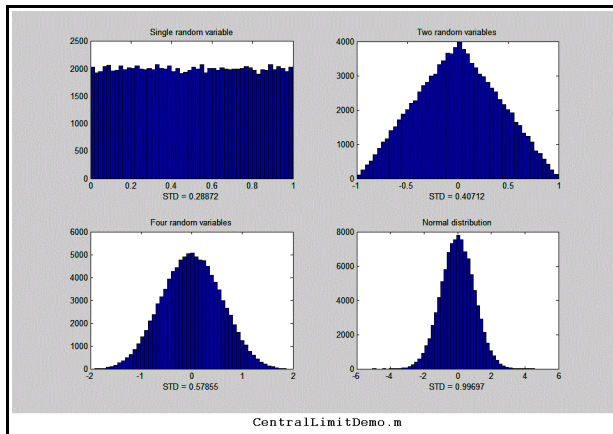 Single random variable
2500
2000
1500
1000
500
0
0 0.2 0.4 0.6 0.8 1
STD = 0.28872
Two random variables
4000
3000
2000
1000
0
-1 -0.5 0 0.5 1
STD = 0.40712
Four random variables
6000
5000
4000
3000
2000
1000
0
-2 -1 0 1 2
STD = 0.57855
Normal distribution
8000
6000
4000
2000
0
-6 -4 -2 0 2 4 6
STD = 0.99697
CentralLimitDemo.m